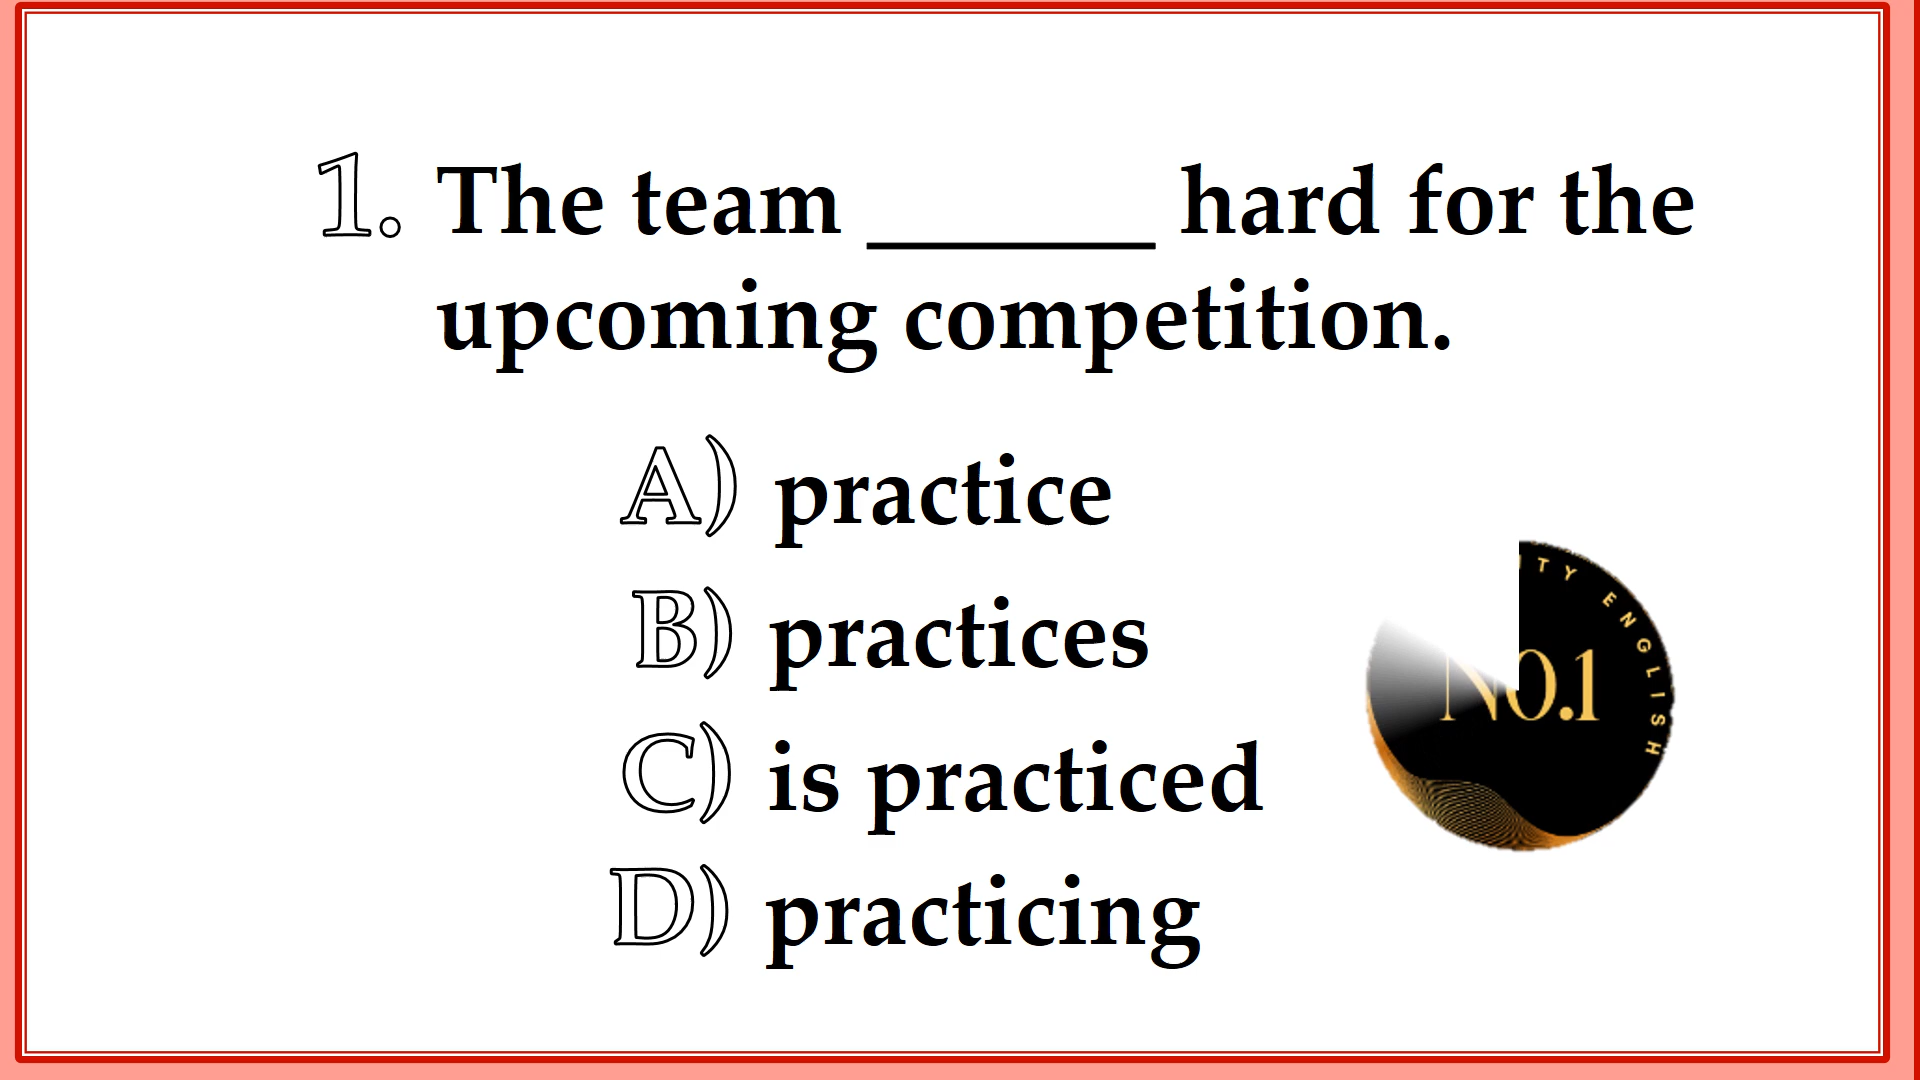 1. The team ______ hard for the
upcoming competition.
A) practice
B) practices
C) is practiced
D) practicing
ENGLISH
NO.1